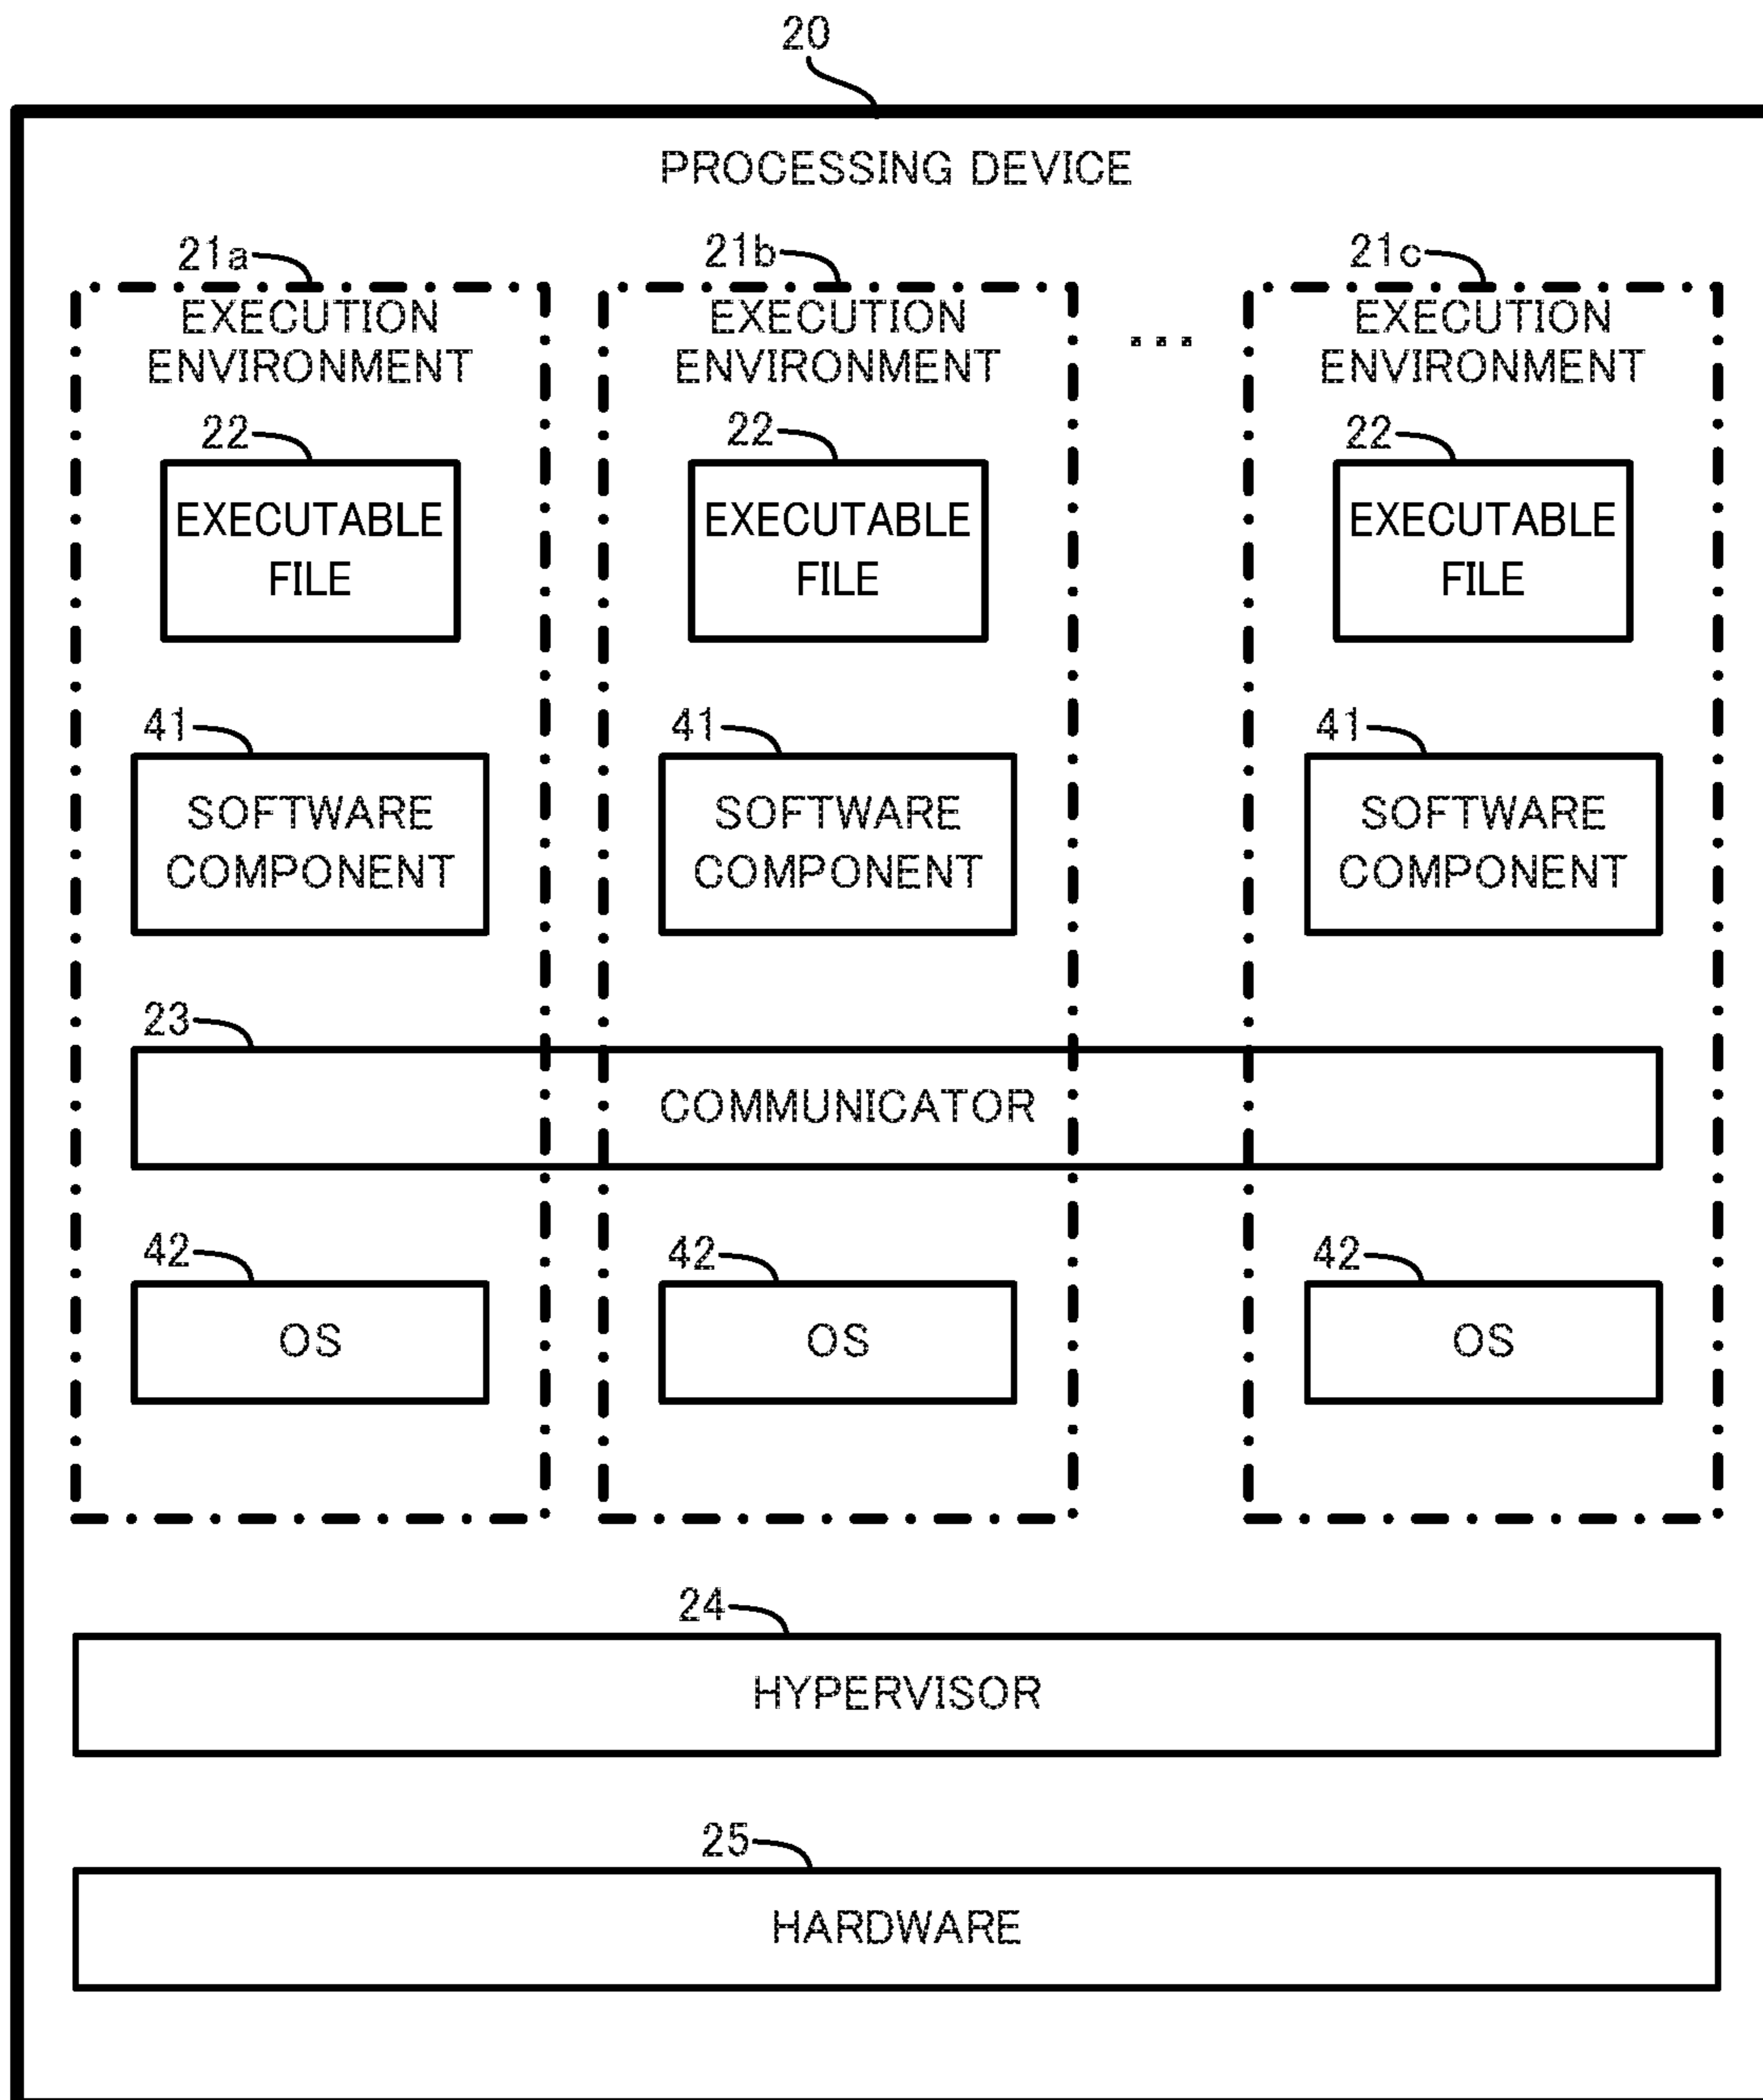 20
PROCESSING DEVICE
21a 21b 21c
EXECUTION EXECUTION EXECUTION
ENVIRONMENT ENVIRONMENT ... ENVIRONMENT
22 22 22
EXECUTABLE EXECUTABLE EXECUTABLE
FILE FILE FILE
41 41 41
SOFTWARE SOFTWARE SOFTWARE
COMPONENT COMPONENT COMPONENT
23
COMMUNICATOR
42 42 42
OS OS OS
24
HYPERVISOR
25
HARDWARE